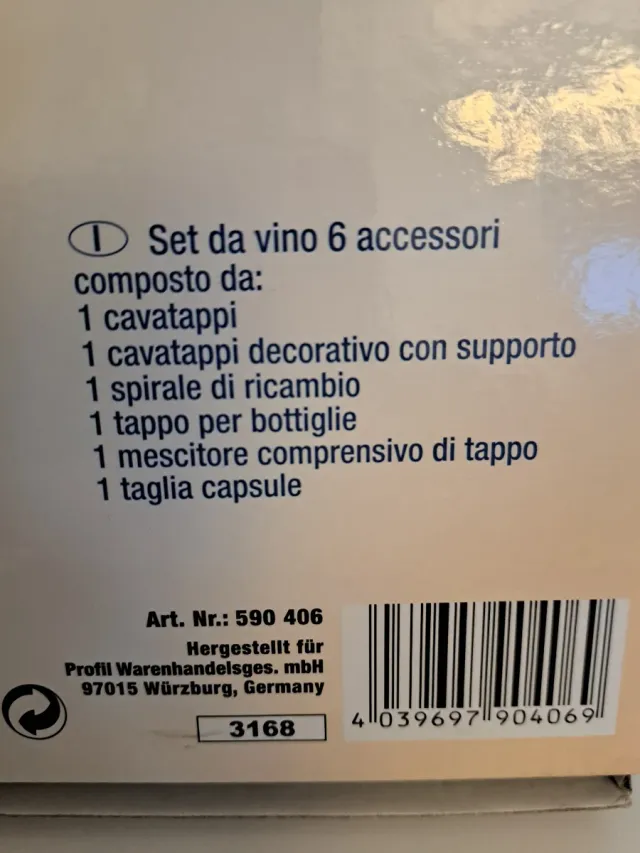 I Set da vino 6 accessori
composto da:
1 cavatappi
1 cavatappi decorativo con supporto
1 spirale di ricambio
1 tappo per bottiglie
1 mescitore comprensivo di tappo
1 taglia capsule
Art. Nr.: 590 406
Hergestellt für
Profil Warenhandelsges. mbH
97015 Würzburg, Germany
3168
4 039697 904069